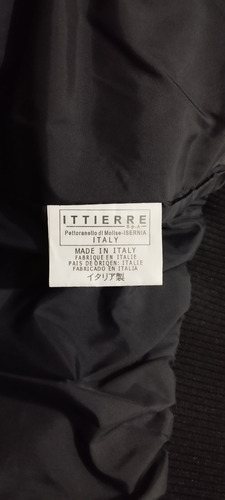 ITTIERRE
S.p.A.
Pettoranello di Molise-ISERNIA
ITALY
MADE IN ITALY
FABRIQUE EN ITALIE
PAIS DE ORIGEN: ITALIE
FABRICADO EN ITALIA
イタリア製